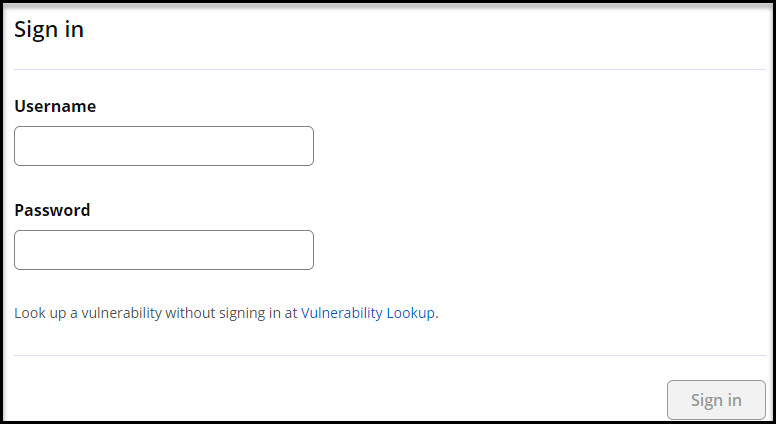 Sign in
Username
Password
Look up a vulnerability without signing in at Vulnerability Lookup.
Sign in